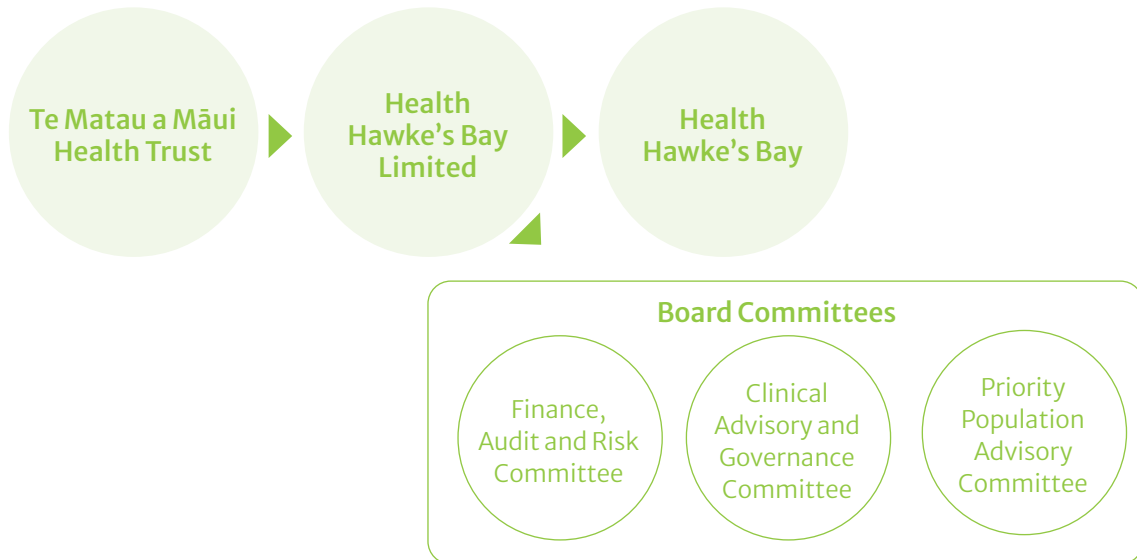 Te Matau a Māui
Health Trust
Health
Hawke’s Bay
Limited
Health
Hawke’s Bay
Board Committees
Finance,
Audit and Risk
Committee
Clinical
Advisory and
Governance
Committee
Priority
Population
Advisory
Committee